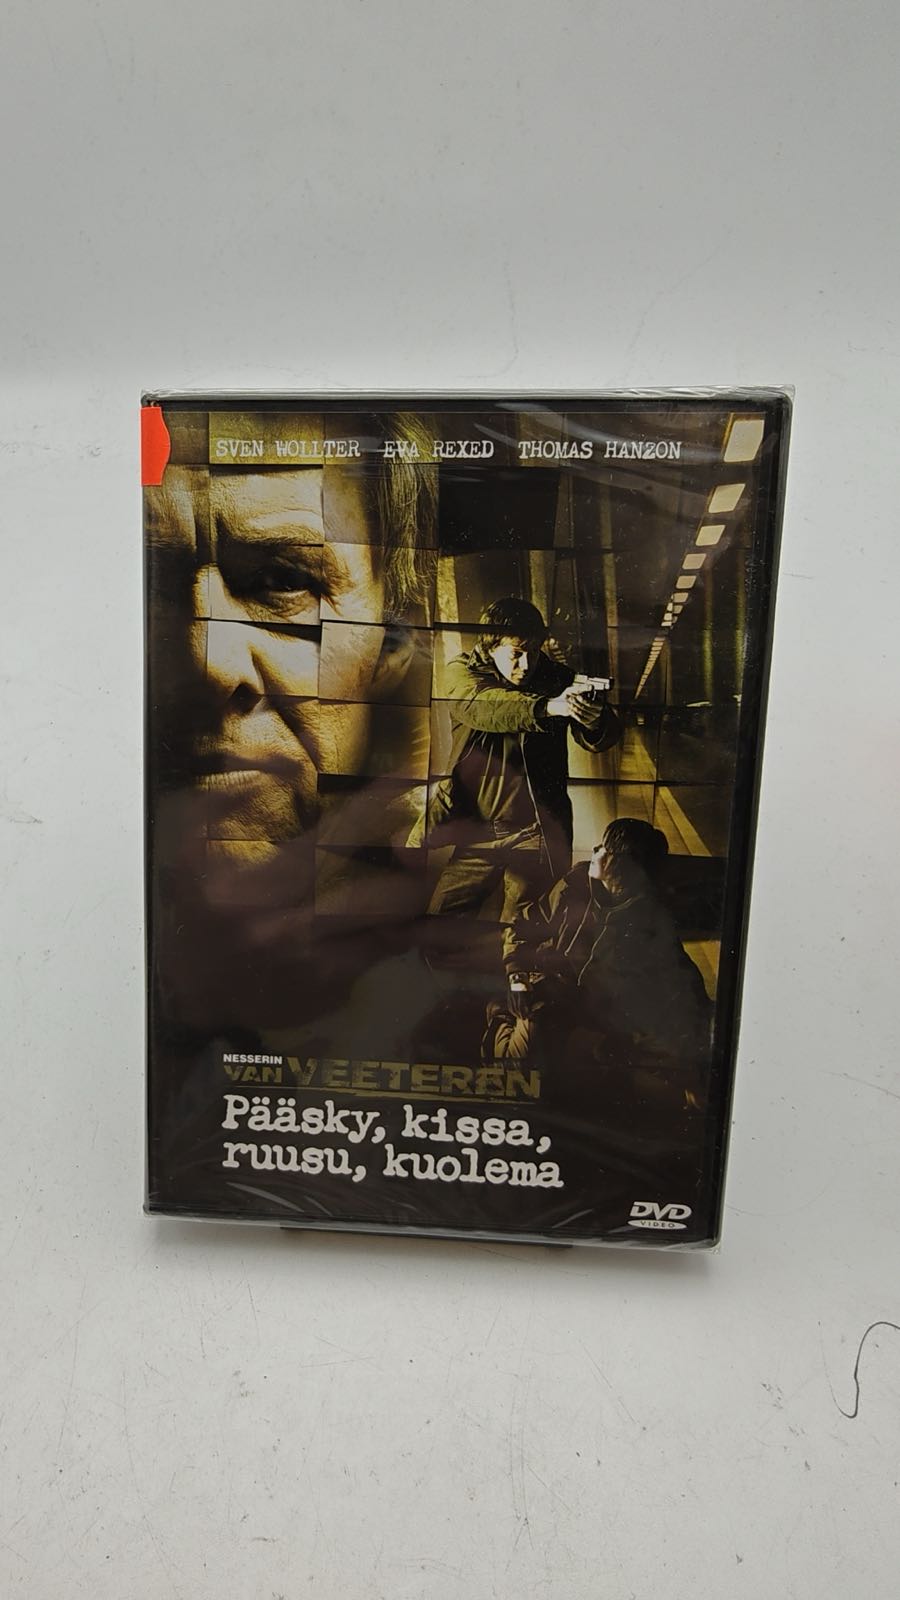 SVEN WOLLTER EVA REXED THOMAS HANZON
NESSERIN
VAN VEETEREN
Pääsky, kissa,
ruusu, kuolema
DVD
VIDEO